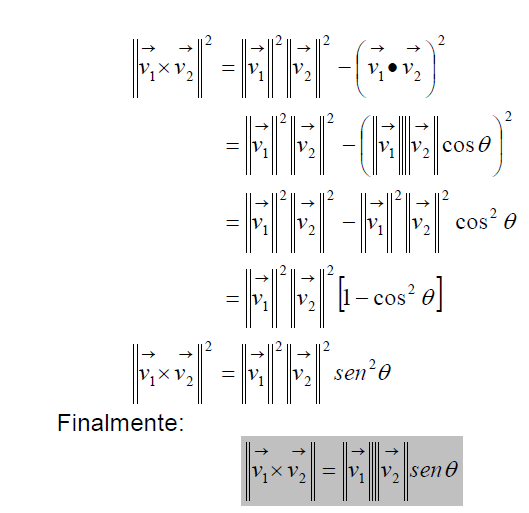 ‖v₁⃗ × v₂⃗‖² = ‖v₁⃗‖² ‖v₂⃗‖² − (v₁⃗ • v₂⃗)²
= ‖v₁⃗‖² ‖v₂⃗‖² − (‖v₁⃗‖‖v₂⃗‖ cos θ)²
= ‖v₁⃗‖² ‖v₂⃗‖² − ‖v₁⃗‖² ‖v₂⃗‖² cos² θ
= ‖v₁⃗‖² ‖v₂⃗‖² [1 − cos² θ]
‖v₁⃗ × v₂⃗‖² = ‖v₁⃗‖² ‖v₂⃗‖² sen²θ
Finalmente:
‖v₁⃗ × v₂⃗‖ = ‖v₁⃗‖‖v₂⃗‖ sen θ